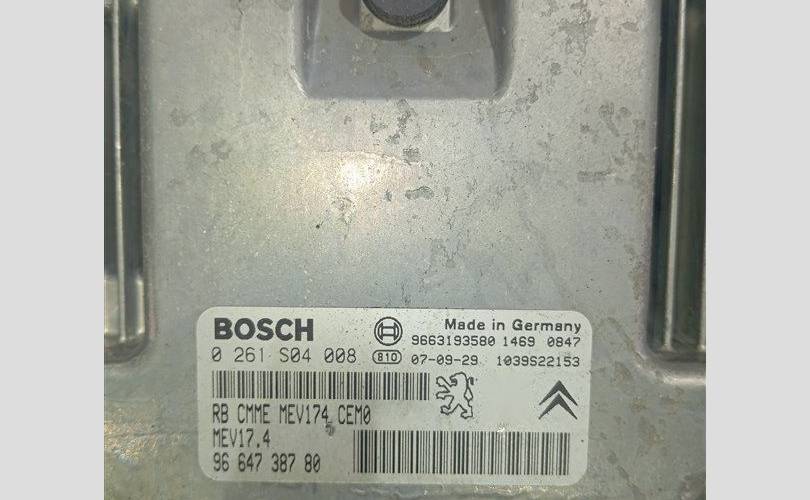 BOSCH
Made in Germany
9663193580 1469 0847
0 261 S04 008 810 07-09-29 1039S22153
RB CMME MEV174 CEM0
MEV17.4
96 647 387 80